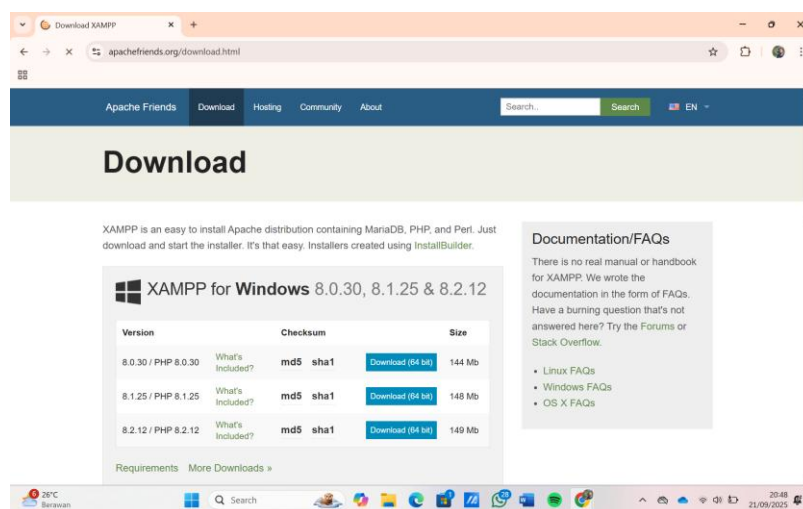 Download XAMPP
apachefriends.org/download.html
Apache Friends Download Hosting Community About Search.. Search EN
Download
XAMPP is an easy to install Apache distribution containing MariaDB, PHP, and Perl. Just
download and start the installer. It's that easy. Installers created using InstallBuilder.
XAMPP for Windows 8.0.30, 8.1.25 & 8.2.12
Version Checksum Size
8.0.30 / PHP 8.0.30 What's Included? md5 sha1 Download (64 bit) 144 Mb
8.1.25 / PHP 8.1.25 What's Included? md5 sha1 Download (64 bit) 148 Mb
8.2.12 / PHP 8.2.12 What's Included? md5 sha1 Download (64 bit) 149 Mb
Requirements More Downloads »
Documentation/FAQs
There is no real manual or handbook
for XAMPP. We wrote the
documentation in the form of FAQs.
Have a burning question that's not
answered here? Try the Forums or
Stack Overflow.
• Linux FAQs
• Windows FAQs
• OS X FAQs
26°C
Berawan
Search
20:48
21/09/2025